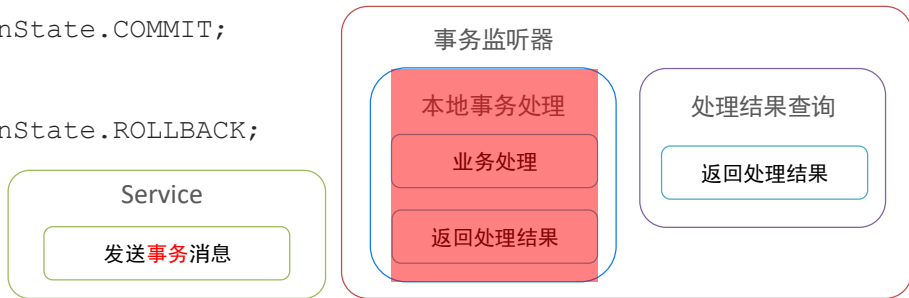 nState.COMMIT;
nState.ROLLBACK;
Service
发送事务消息
事务监听器
本地事务处理
业务处理
返回处理结果
处理结果查询
返回处理结果